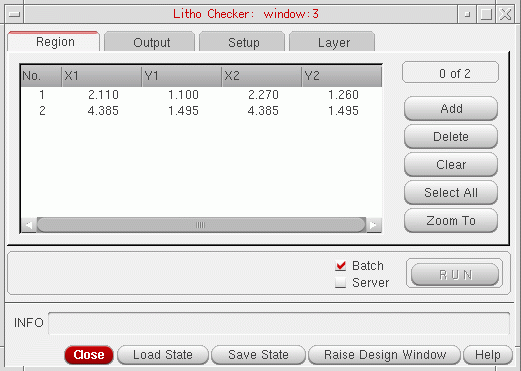 Litho Checker: window:3
Region Output Setup Layer
No. X1 Y1 X2 Y2
1 2.110 1.100 2.270 1.260
2 4.385 1.495 4.385 1.495
0 of 2
Add
Delete
Clear
Select All
Zoom To
Batch
Server
RUN
INFO
Close Load State Save State Raise Design Window Help